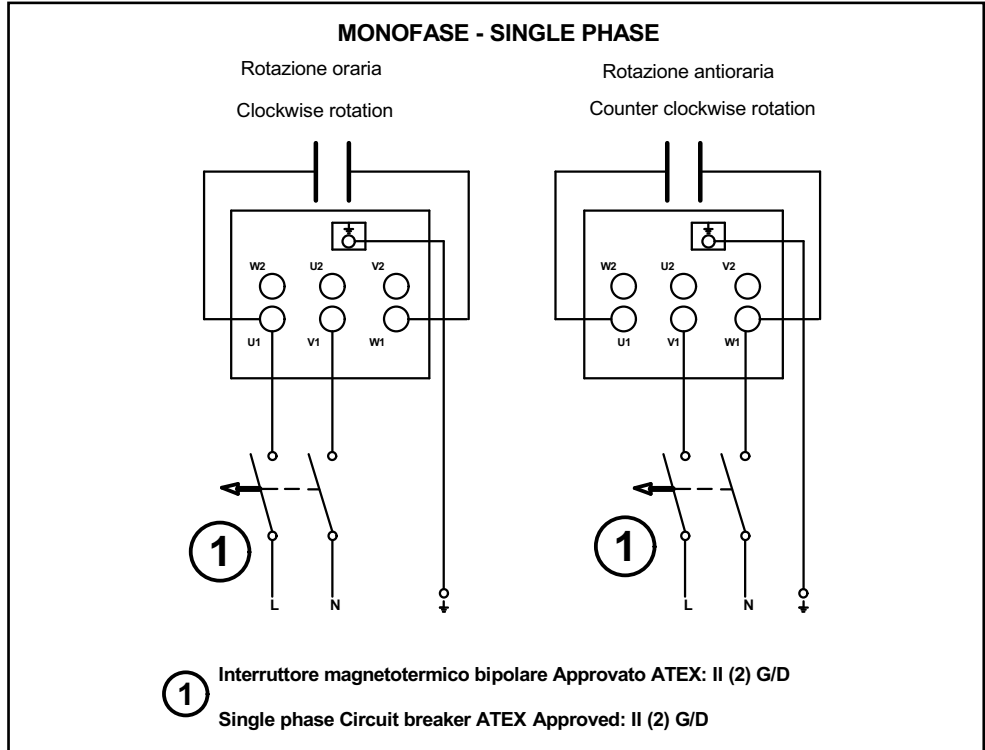 MONOFASE - SINGLE PHASE
Rotazione oraria
Clockwise rotation
W2 U2 V2
U1 V1 W1
1
L N
Rotazione antioraria
Counter clockwise rotation
W2 U2 V2
U1 V1 W1
1
L N
1
Interruttore magnetotermico bipolare Approvato ATEX: II (2) G/D
Single phase Circuit breaker ATEX Approved: II (2) G/D